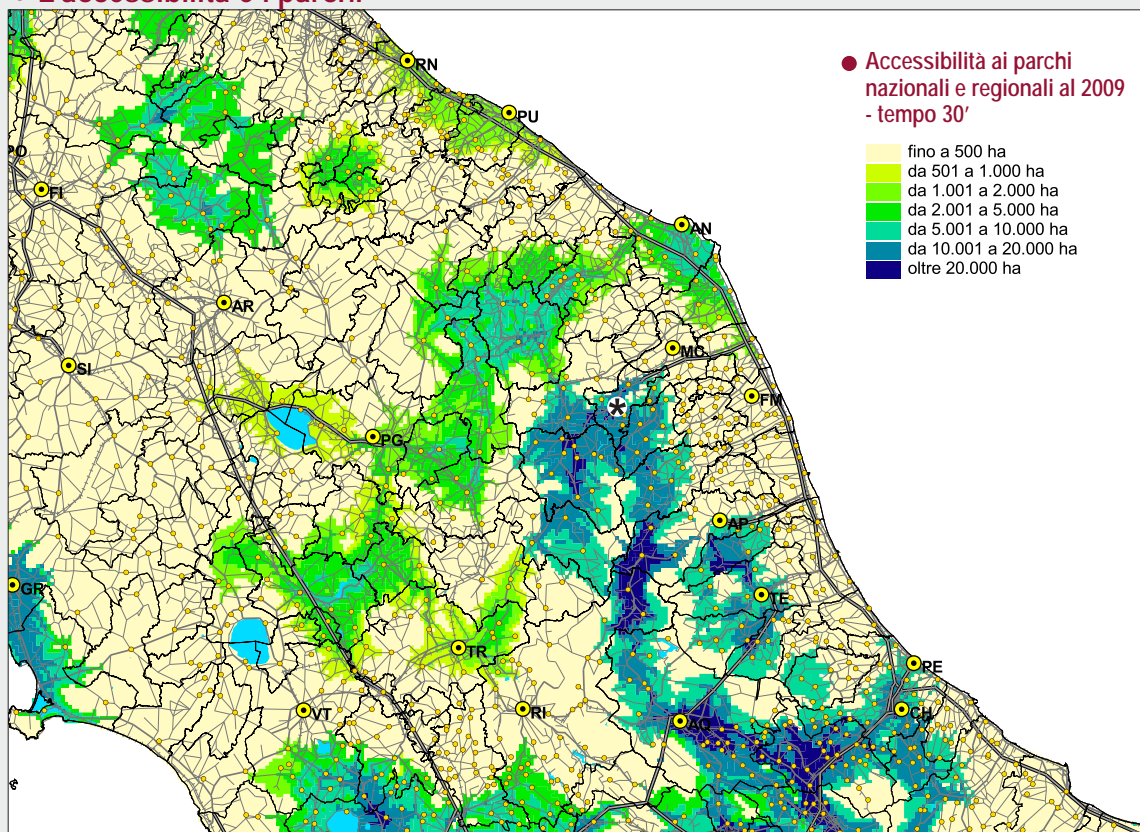 Accessibilità ai parchi
nazionali e regionali al 2009
- tempo 30’
fino a 500 ha
da 501 a 1.000 ha
da 1.001 a 2.000 ha
da 2.001 a 5.000 ha
da 5.001 a 10.000 ha
da 10.001 a 20.000 ha
oltre 20.000 ha
RN
PU
PO
FI
AN
AR
MC
SI
FM
PG
AP
GR
TE
TR
PE
VT
RI
AQ
CH